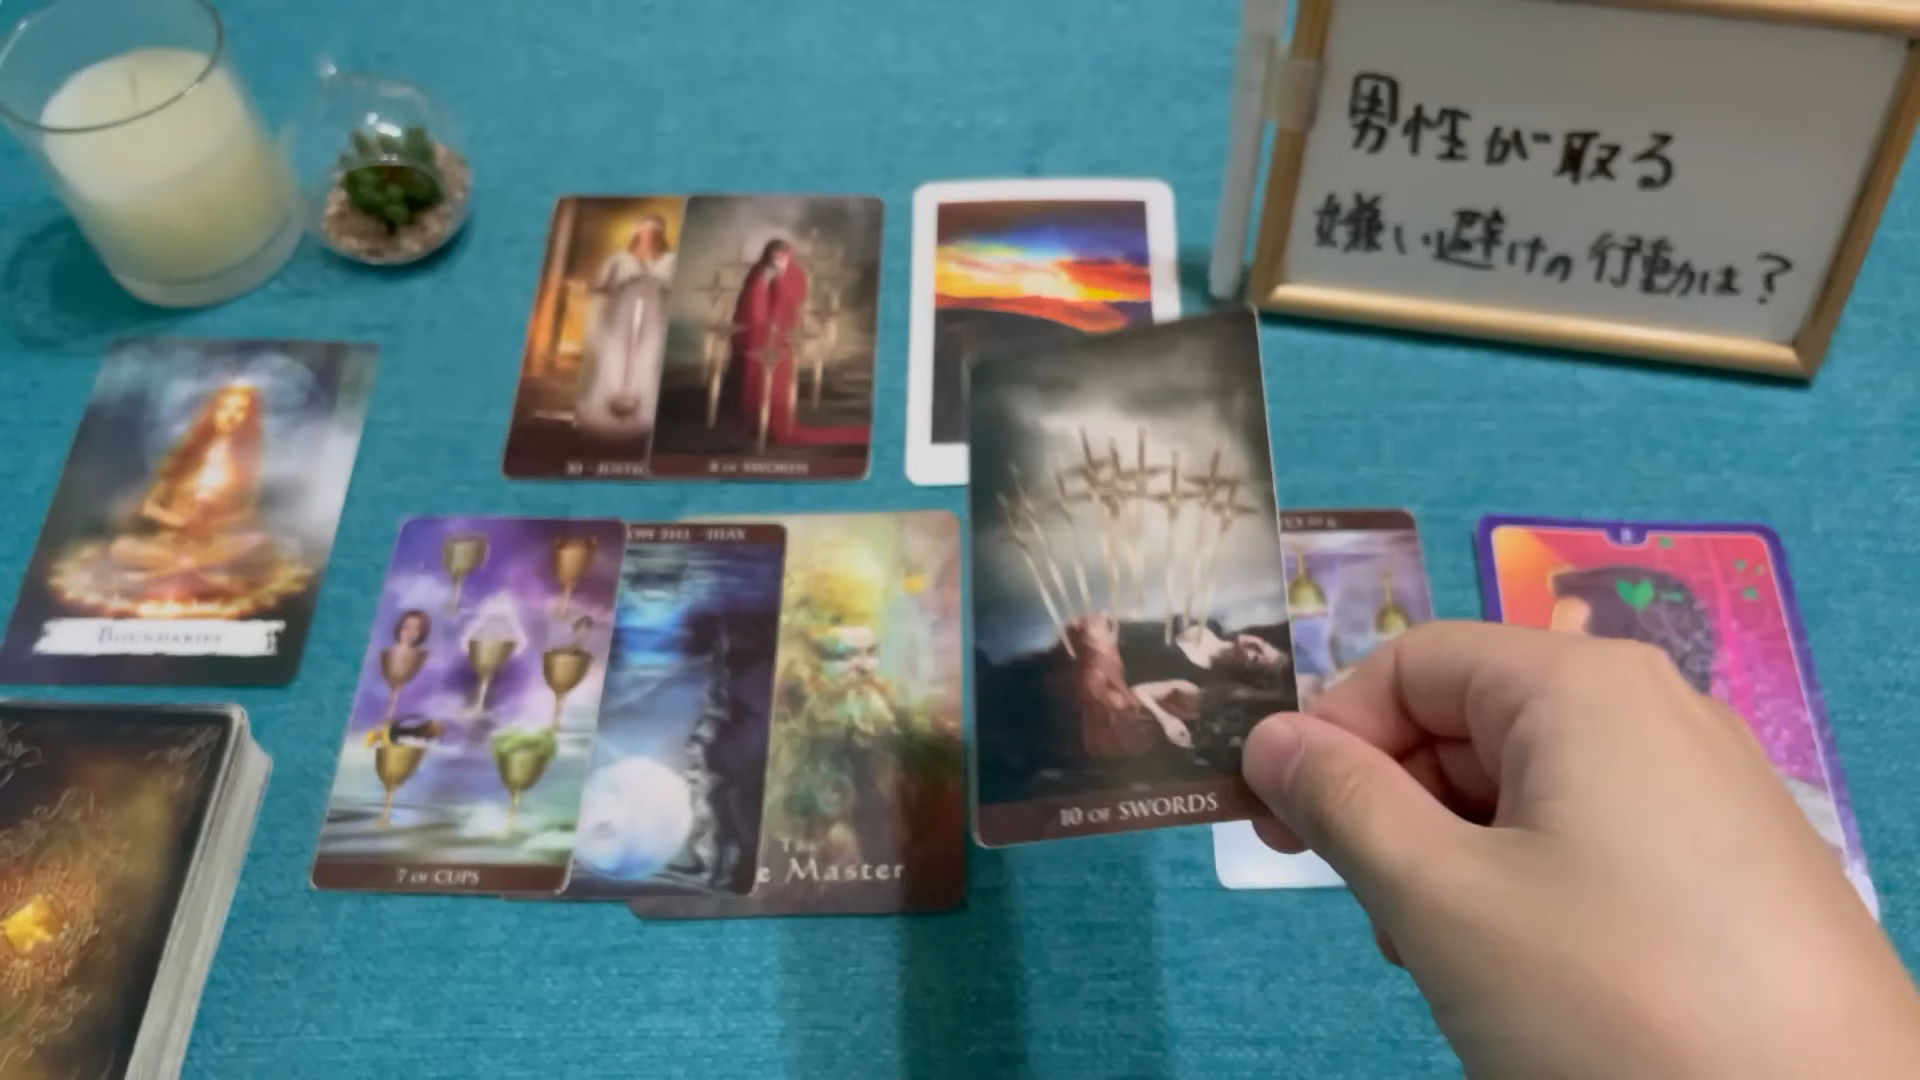 男性が取る
嫌い避けの行動は？
8 OF SWORDS
BOUNDARIES
7 OF CUPS
Master
10 OF SWORDS